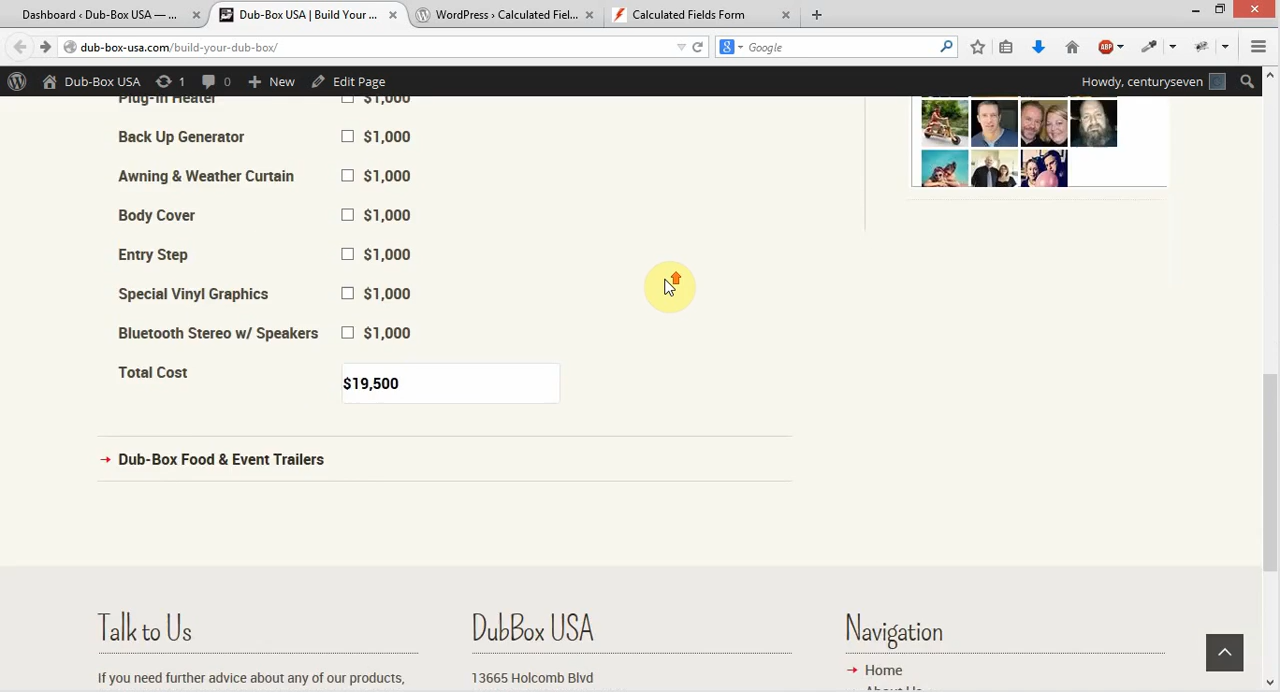 Dashboard ‹ Dub-Box USA — ...
Dub-Box USA | Build Your ...
WordPress › Calculated Fiel...
Calculated Fields Form
dub-box-usa.com/build-your-dub-box/
Google
ABP
Dub-Box USA
1
0
New
Edit Page
Howdy, centuryseven
Plug-In Heater
$1,000
Back Up Generator
$1,000
Awning & Weather Curtain
$1,000
Body Cover
$1,000
Entry Step
$1,000
Special Vinyl Graphics
$1,000
Bluetooth Stereo w/ Speakers
$1,000
Total Cost
$19,500
Dub-Box Food & Event Trailers
Talk to Us
DubBox USA
Navigation
If you need further advice about any of our products,
13665 Holcomb Blvd
Home
About Us